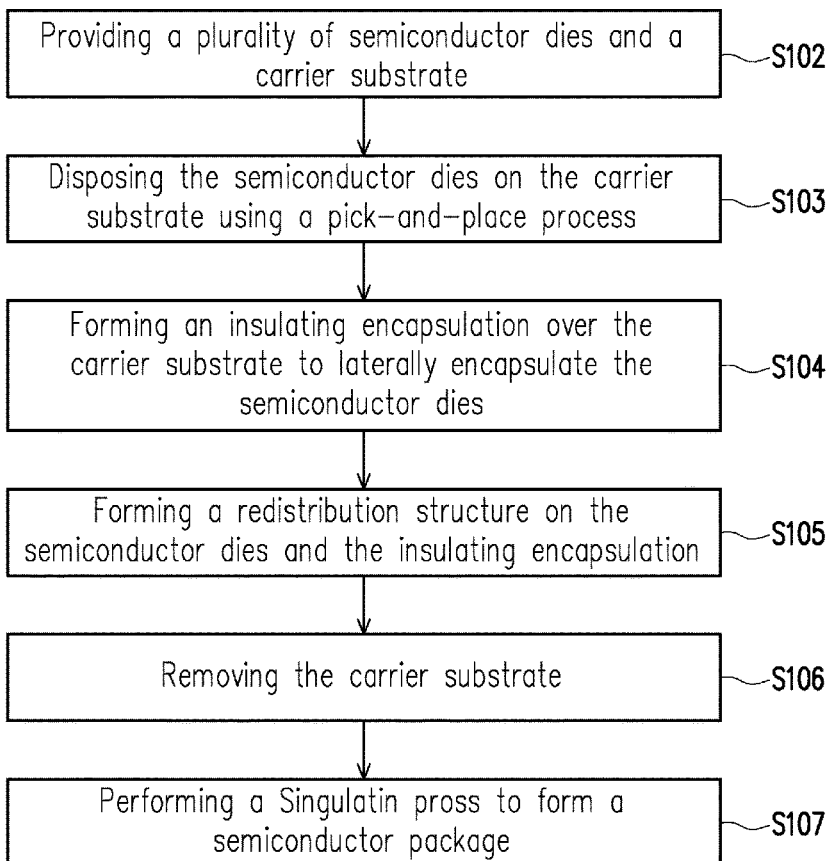 Providing a plurality of semiconductor dies and a
carrier substrate
S102
Disposing the semiconductor dies on the carrier
substrate using a pick-and-place process
S103
Forming an insulating encapsulation over the
carrier substrate to laterally encapsulate the
semiconductor dies
S104
Forming a redistribution structure on the
semiconductor dies and the insulating encapsulation
S105
Removing the carrier substrate
S106
Performing a Singulatin pross to form a
semiconductor package
S107